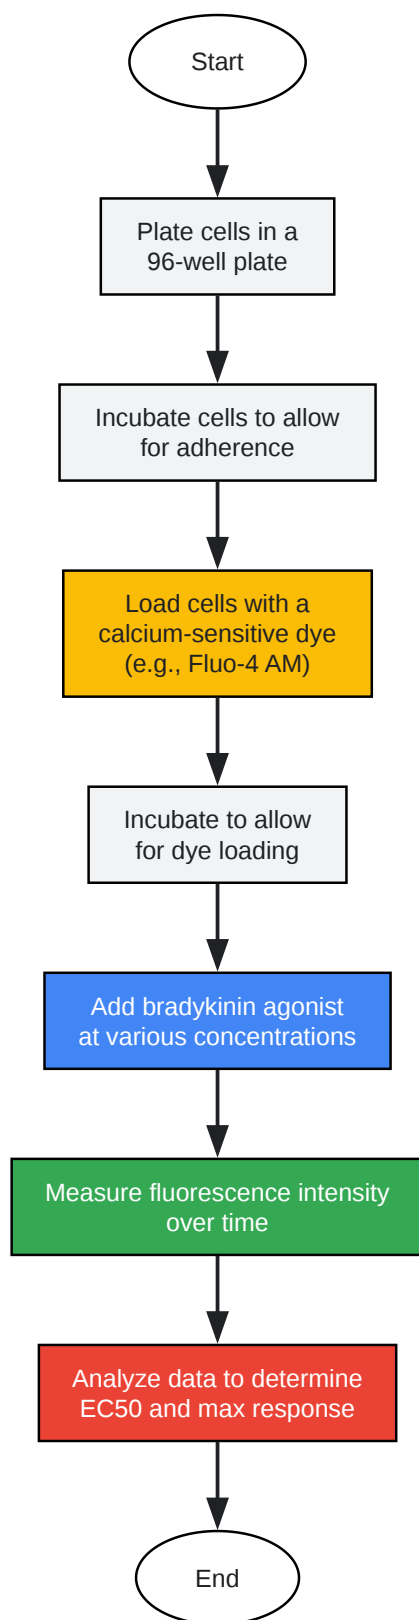 Start
Plate cells in a
96-well plate
Incubate cells to allow
for adherence
Load cells with a
calcium-sensitive dye
(e.g., Fluo-4 AM)
Incubate to allow
for dye loading
Add bradykinin agonist
at various concentrations
Measure fluorescence intensity
over time
Analyze data to determine
EC50 and max response
End